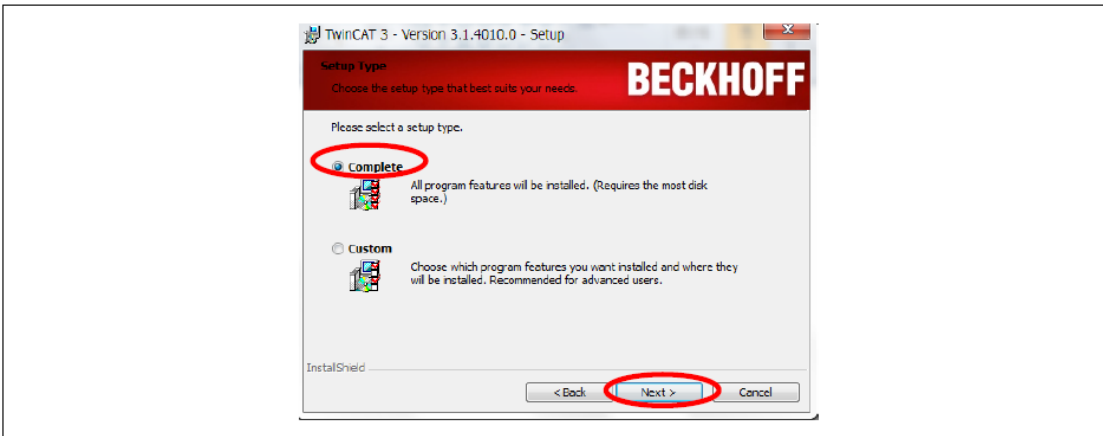 TwinCAT 3 - Version 3.1.4010.0 - Setup
Setup Type
Choose the setup type that best suits your needs.
BECKHOFF
Please select a setup type.
Complete
All program features will be installed. (Requires the most disk
space.)
Custom
Choose which program features you want installed and where they
will be installed. Recommended for advanced users.
InstallShield
< Back
Next >
Cancel